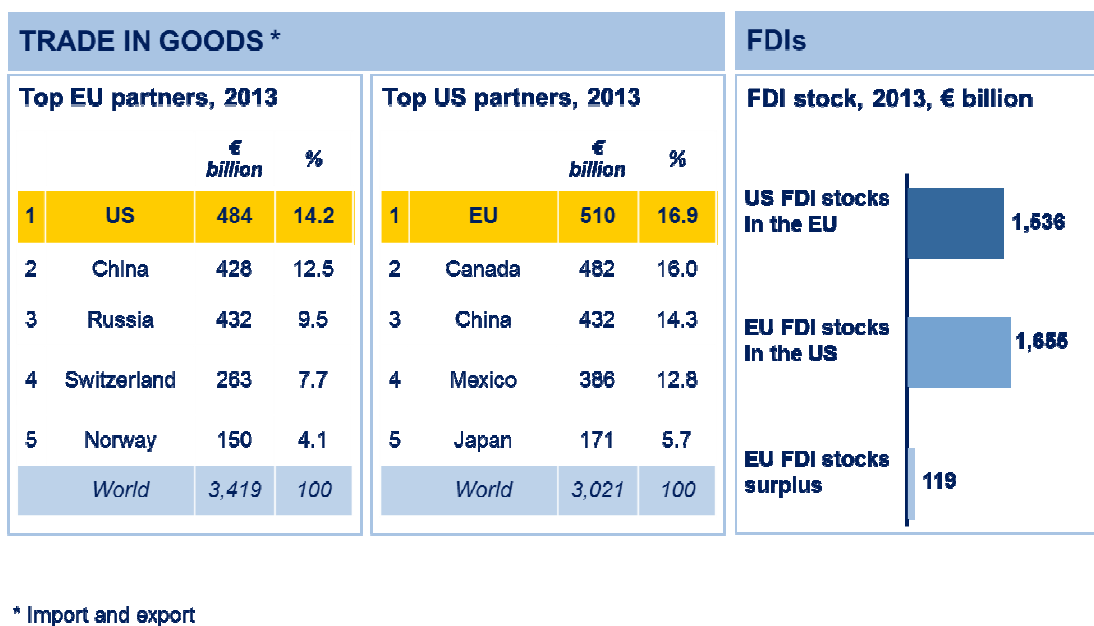 TRADE IN GOODS *
Top EU partners, 2013
€ billion %
1 US 484 14.2
2 China 428 12.5
3 Russia 432 9.5
4 Switzerland 263 7.7
5 Norway 150 4.1
World 3,419 100
Top US partners, 2013
€ billion %
1 EU 510 16.9
2 Canada 482 16.0
3 China 432 14.3
4 Mexico 386 12.8
5 Japan 171 5.7
World 3,021 100
FDIs
FDI stock, 2013, € billion
US FDI stocks
in the EU
1,536
EU FDI stocks
in the US
1,655
EU FDI stocks
surplus
119
* Import and export